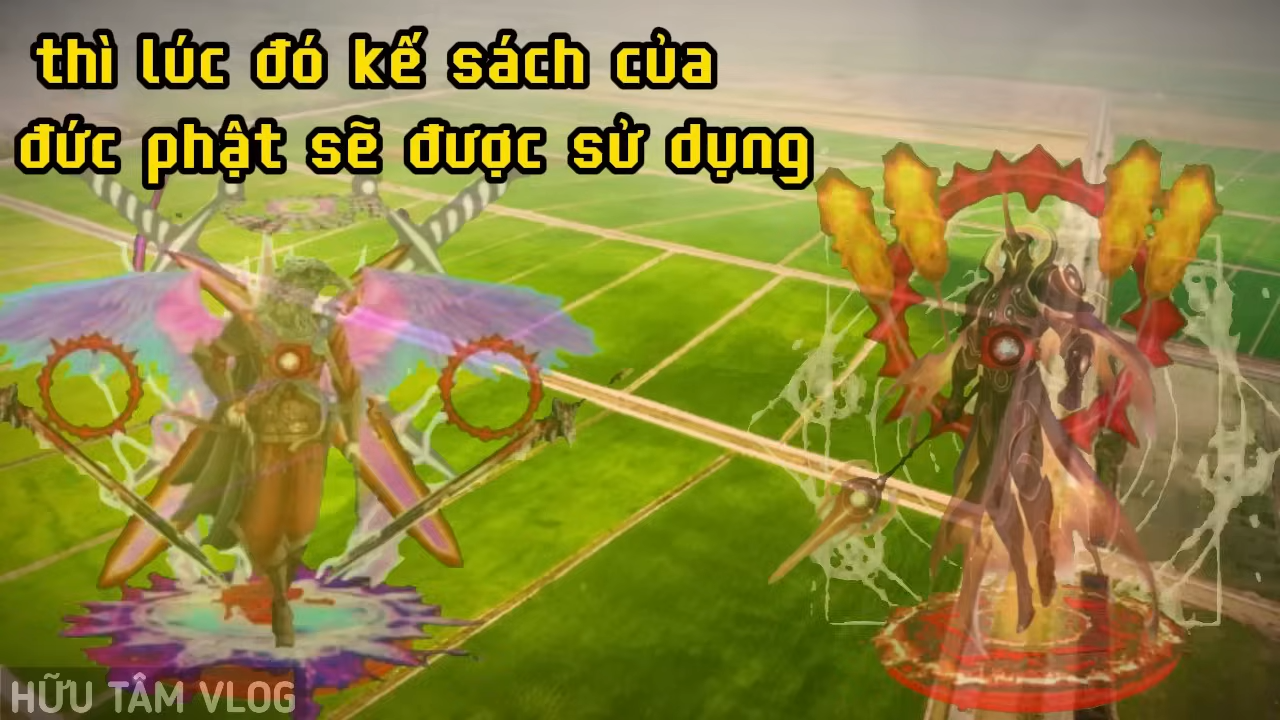 thì lúc đó kế sách của
đức phật sẽ được sử dụng
HỮU TÂM VLOG